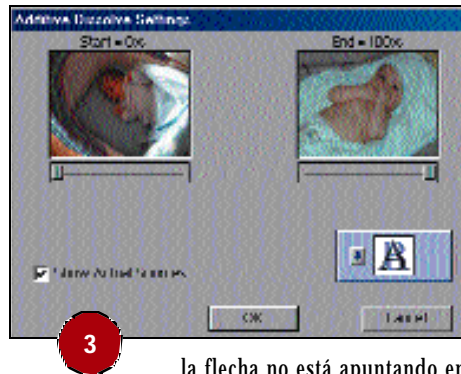 Additive Dissolve Settings
Start = 0% End = 100%
A
Show Actual Sources
OK Cancel
3
la flecha no está apuntando en